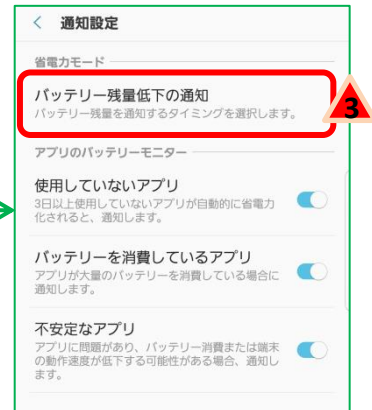 < 通知設定
省電力モード
バッテリー残量低下の通知
バッテリー残量を通知するタイミングを選択します。
3
アプリのバッテリーモニター
使用していないアプリ
3日以上使用していないアプリが自動的に省電力
化されると、通知します。
バッテリーを消費しているアプリ
アプリが大量のバッテリーを消費している場合に
通知します。
不安定なアプリ
アプリに問題があり、バッテリー消費または端末
の動作速度が低下する可能性がある場合、通知し
ます。